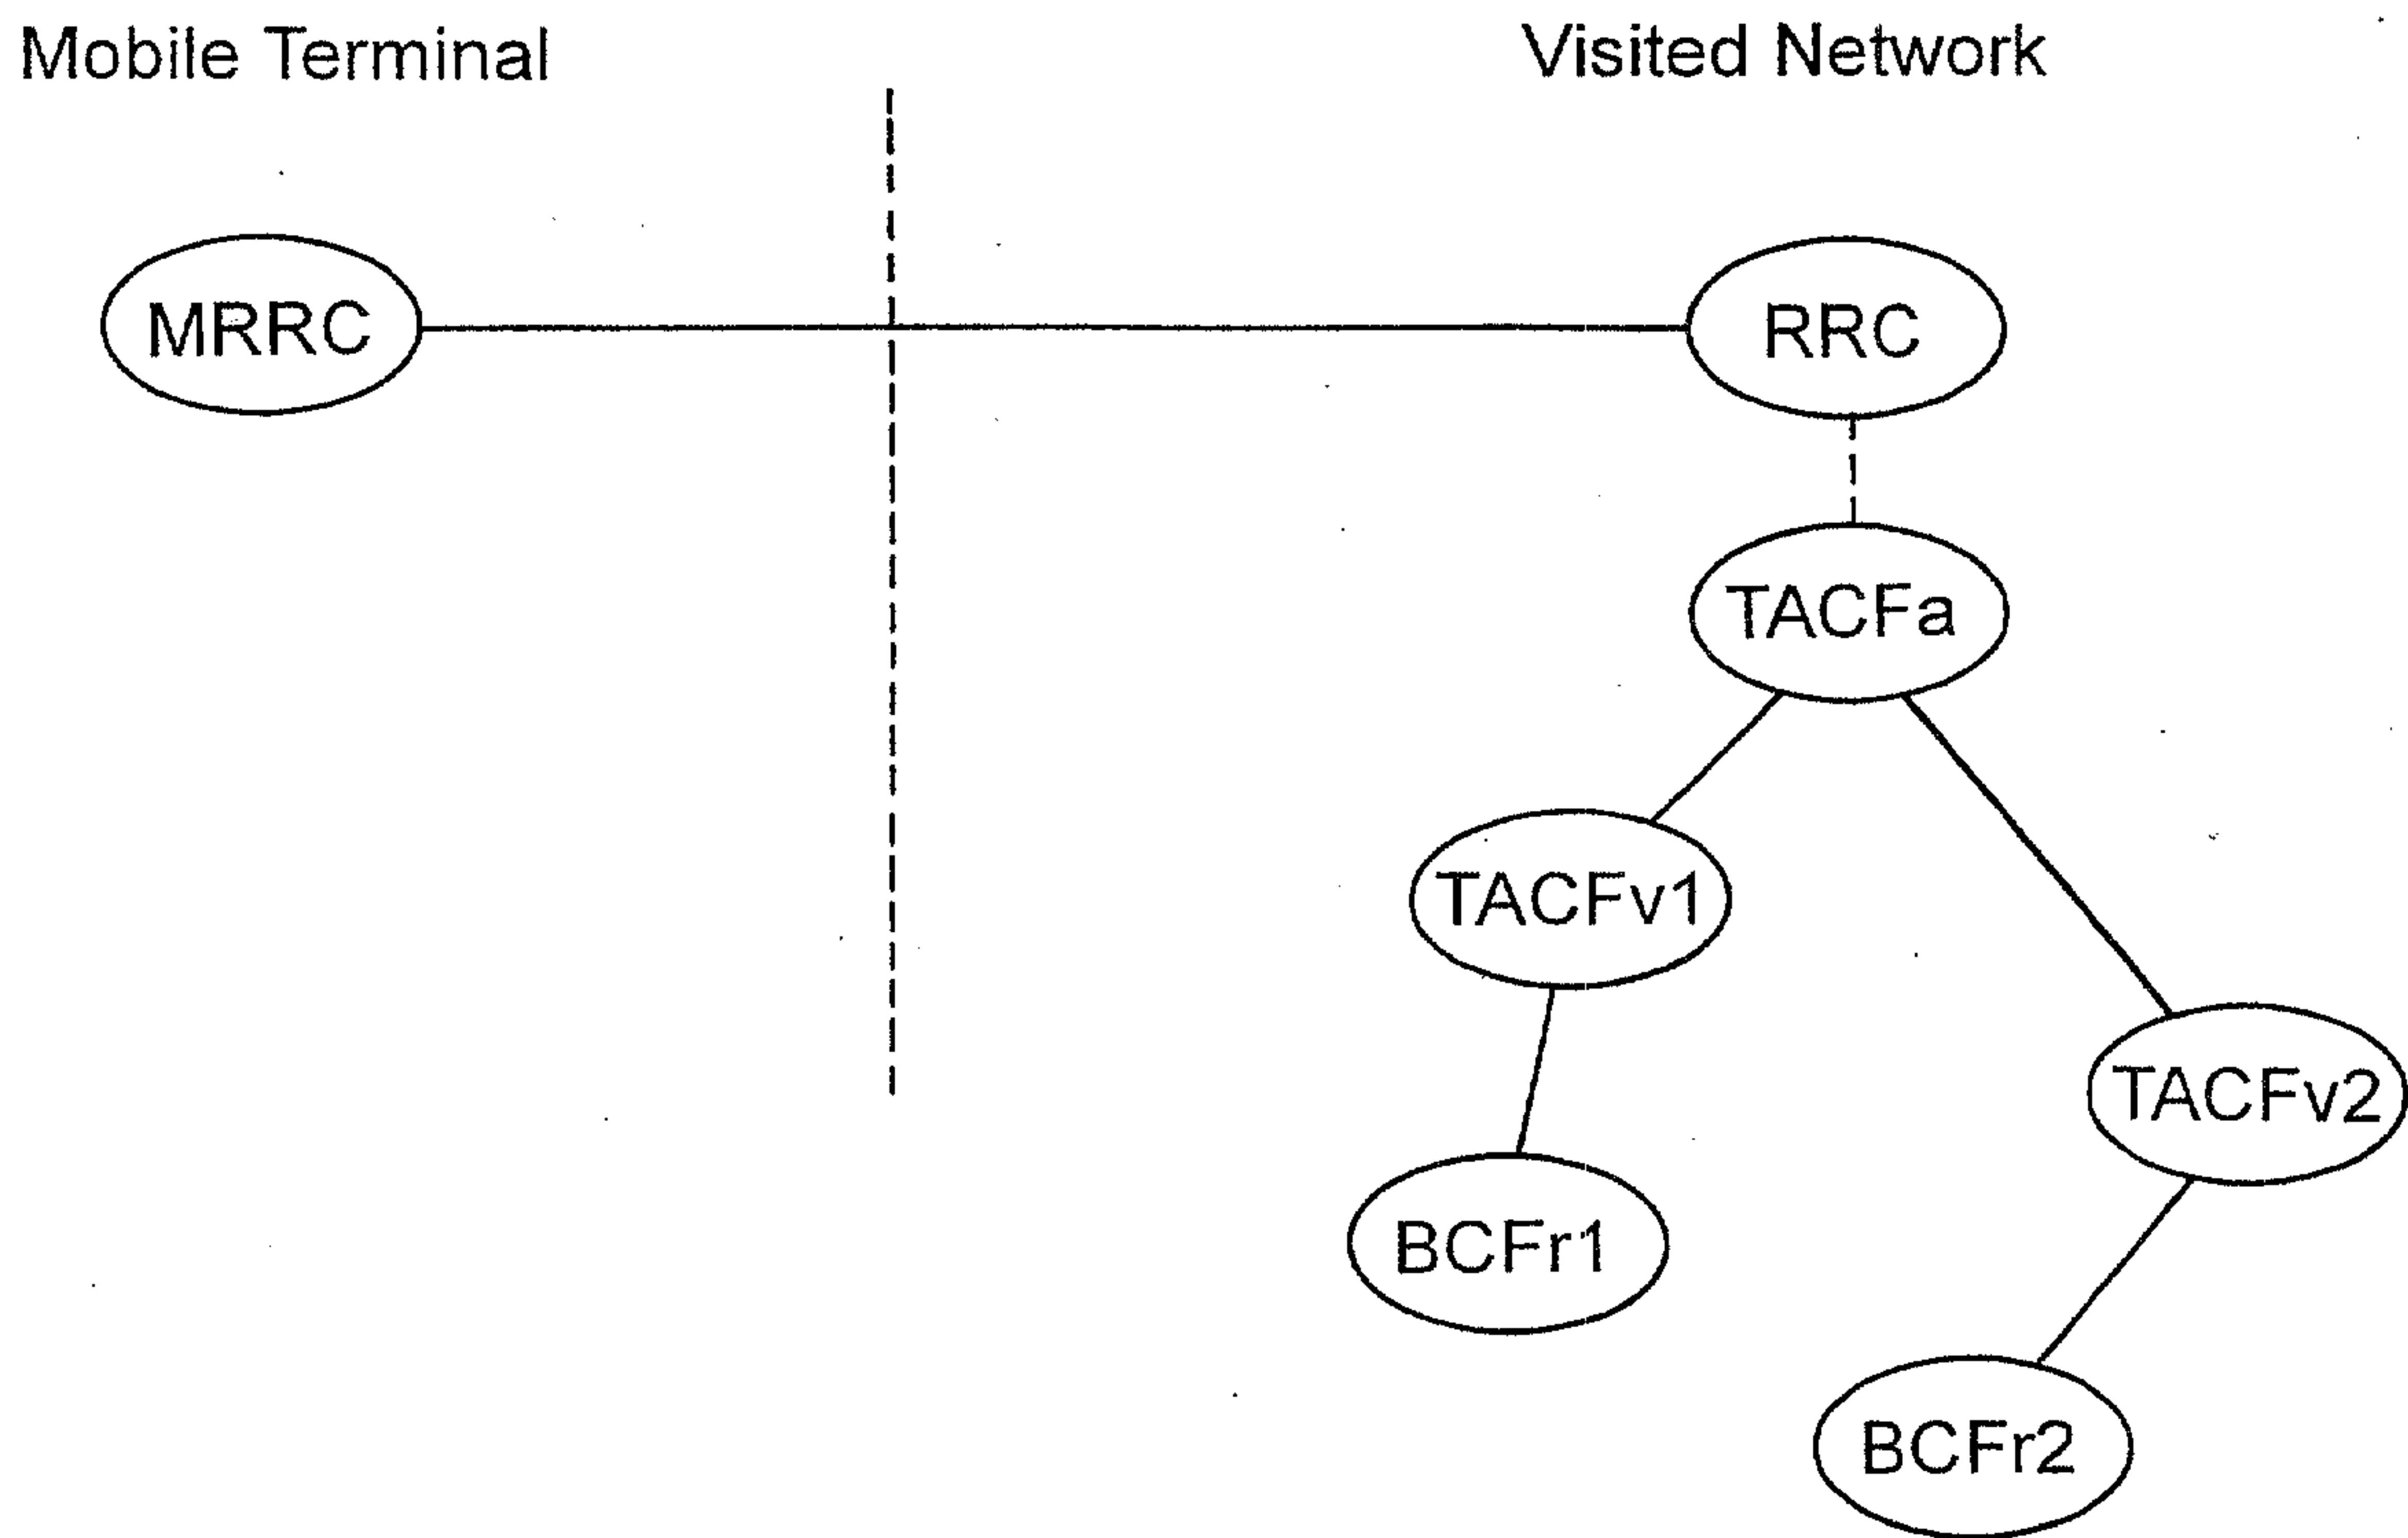 Mobile Terminal
Visited Network
MRRC
RRC
TACFa
TACFv1
TACFv2
BCFr1
BCFr2